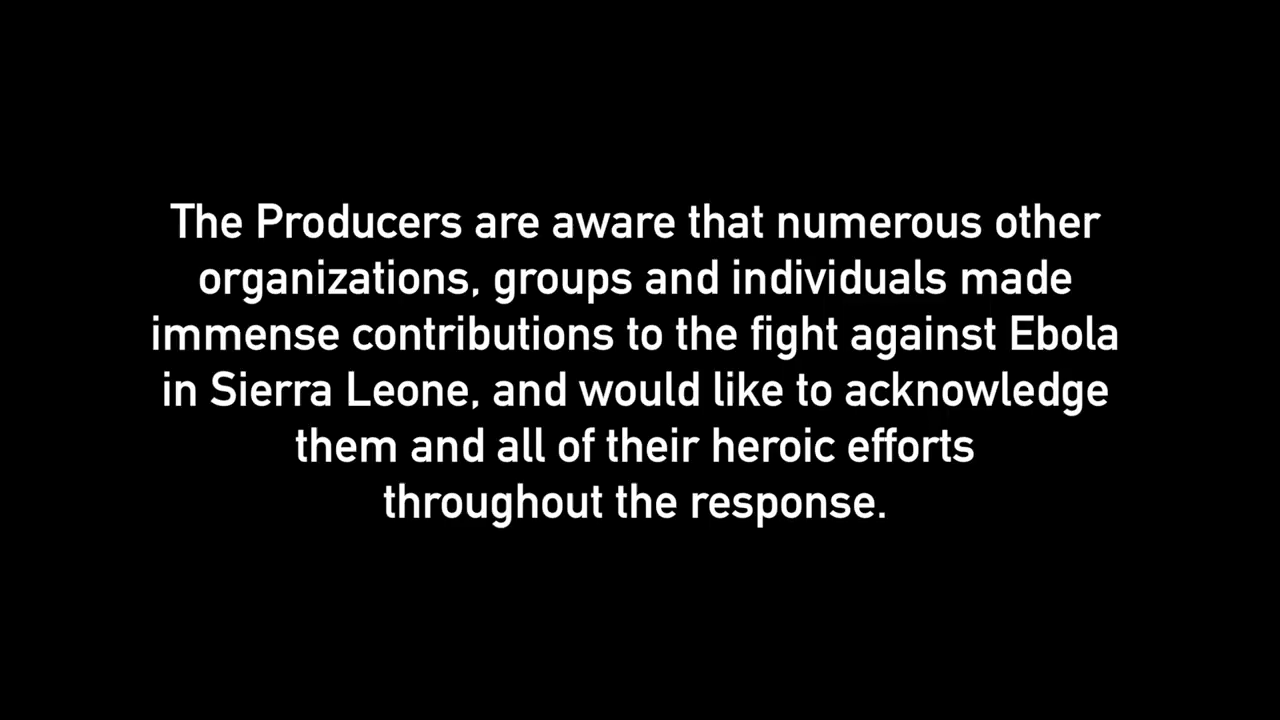 The Producers are aware that numerous other
organizations, groups and individuals made
immense contributions to the fight against Ebola
in Sierra Leone, and would like to acknowledge
them and all of their heroic efforts
throughout the response.